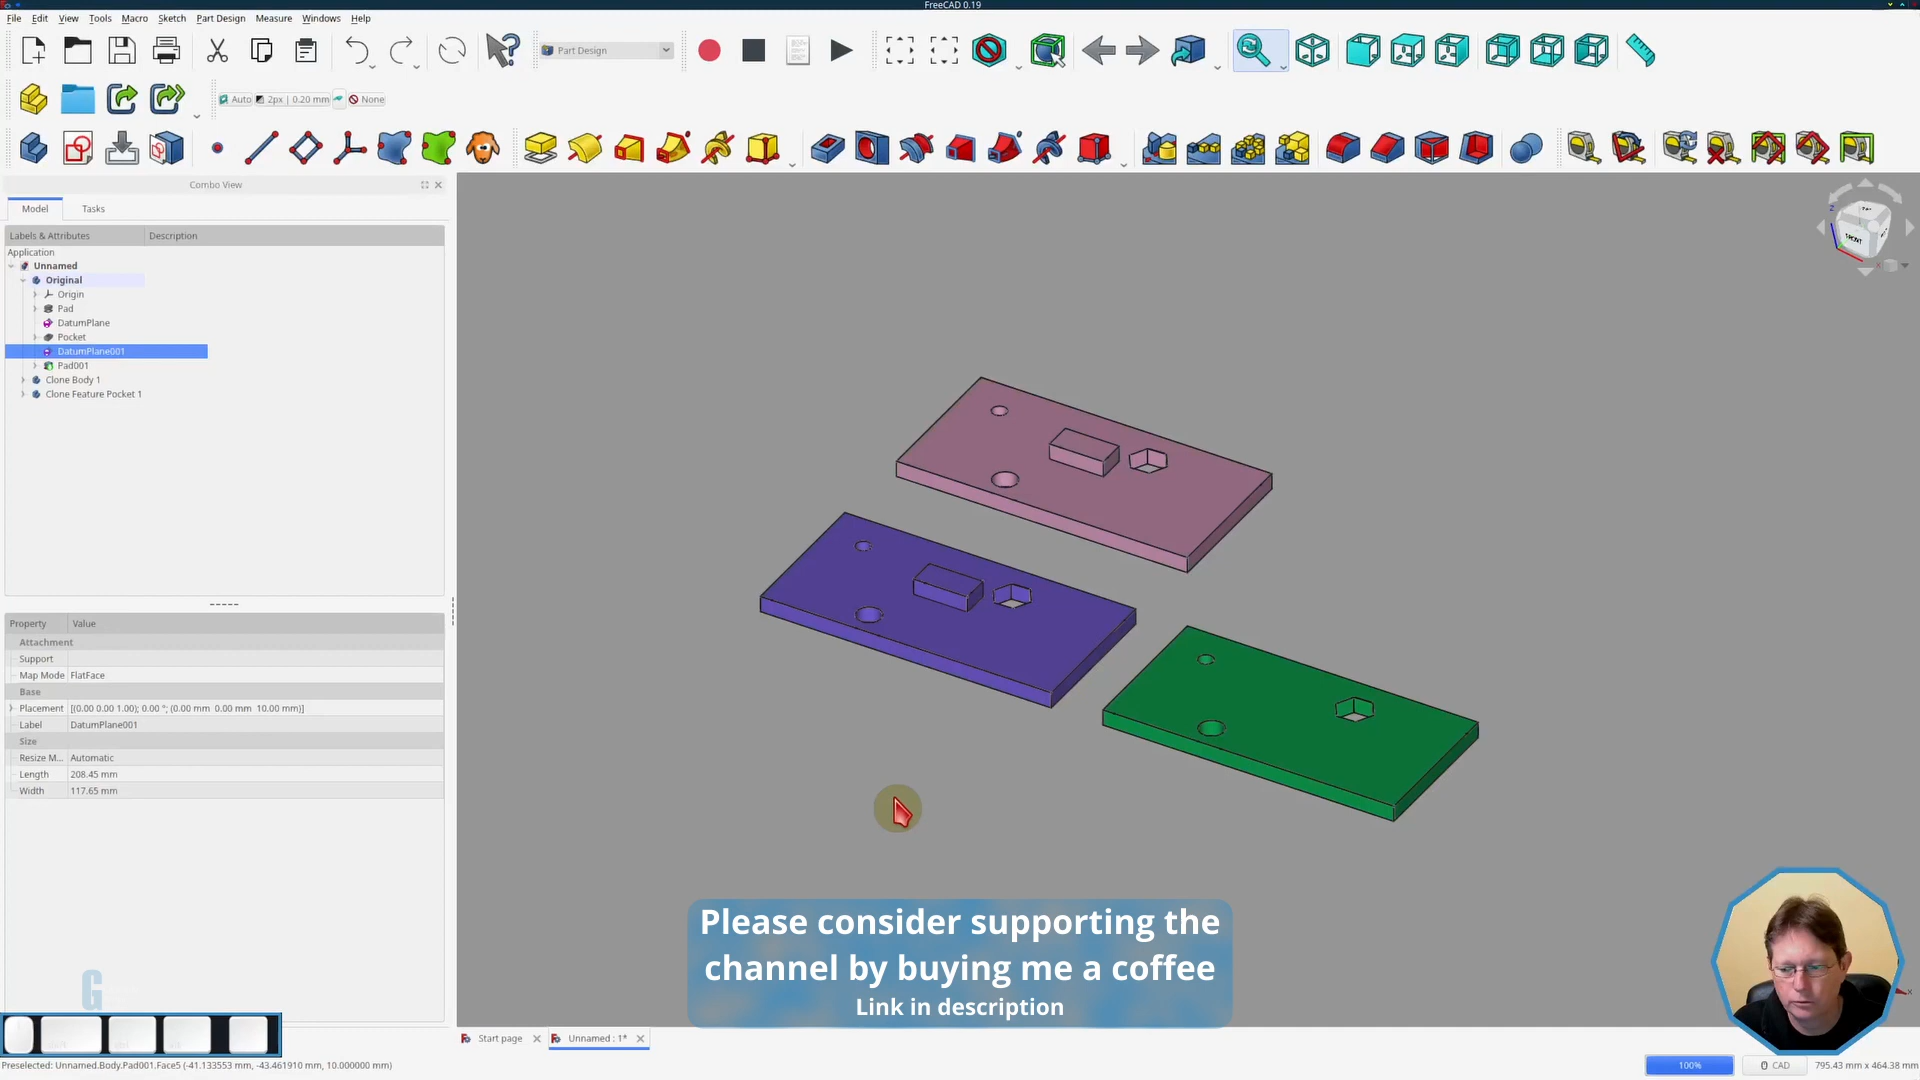 FreeCAD 0.19
File Edit View Tools Macro Sketch Part Design Measure Windows Help
Part Design
Auto 2px | 0.20 mm None
Combo View
Model Tasks
Labels & Attributes Description
Application
Unnamed
Original
Origin
Pad
DatumPlane
Pocket
DatumPlane001
Pad001
Clone Body 1
Clone Feature Pocket 1
Property Value
Attachment
Support
Map Mode FlatFace
Base
Placement [(0.00 0.00 1.00); 0.00 °; (0.00 mm 0.00 mm 10.00 mm)]
Label DatumPlane001
Size
Resize M... Automatic
Length 208.45 mm
Width 117.65 mm
FRONT
Please consider supporting the
channel by buying me a coffee
Link in description
G
Start page Unnamed : 1*
Preselected: Unnamed.Body.Pad001.Face5 (-41.133553 mm, -43.461910 mm, 10.000000 mm)
100% CAD 795.43 mm x 464.38 mm